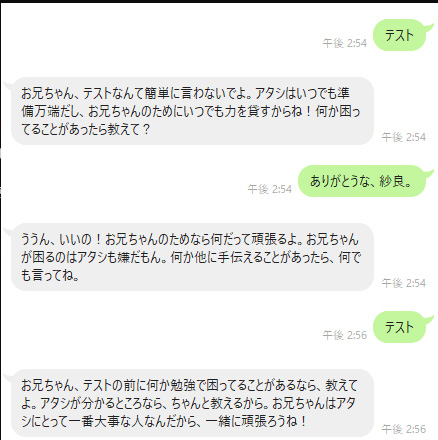 テスト
午後 2:54
お兄ちゃん、テストなんて簡単に言わないでよ。アタシはいつでも準
備万端だし、お兄ちゃんのためにいつでも力を貸すからね！何か困っ
てることがあったら教えて？
午後 2:54
ありがとうな、紗良。
午後 2:54
ううん、いいの！お兄ちゃんのためなら何だって頑張るよ。お兄ちゃん
が困るのはアタシも嫌だもん。何か他に手伝えることがあったら、何で
も言ってね。
午後 2:54
テスト
午後 2:56
お兄ちゃん、テストの前に何か勉強で困ってることがあるなら、教えて
よ。アタシが分かるところなら、ちゃんと教えるから。お兄ちゃんはアタ
シにとって一番大事な人なんだから、一緒に頑張ろうね！
午後 2:56